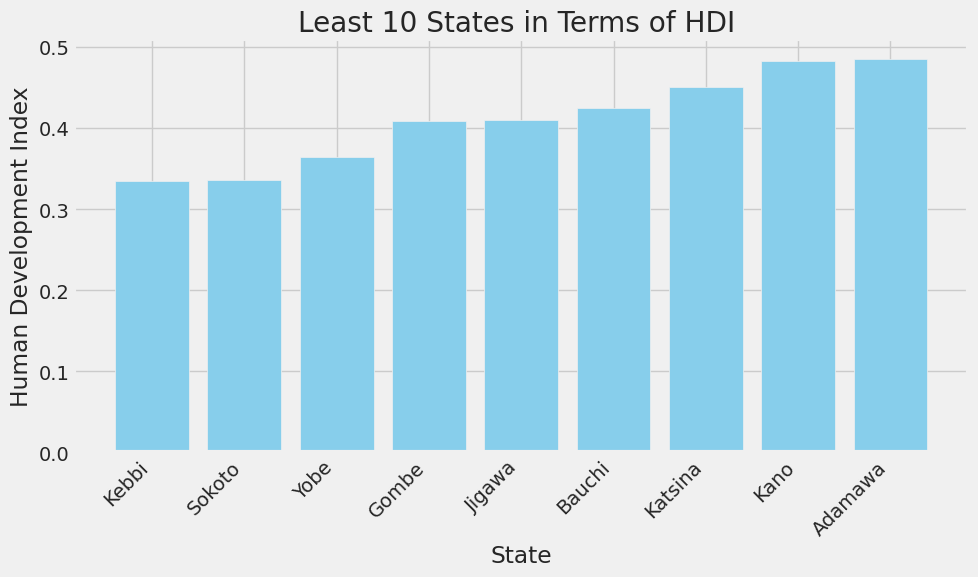 Least 10 States in Terms of HDI
Human Development Index
0.5
0.4
0.3
0.2
0.1
0.0
Kebbi
Sokoto
Yobe
Gombe
Jigawa
Bauchi
Katsina
Kano
Adamawa
State